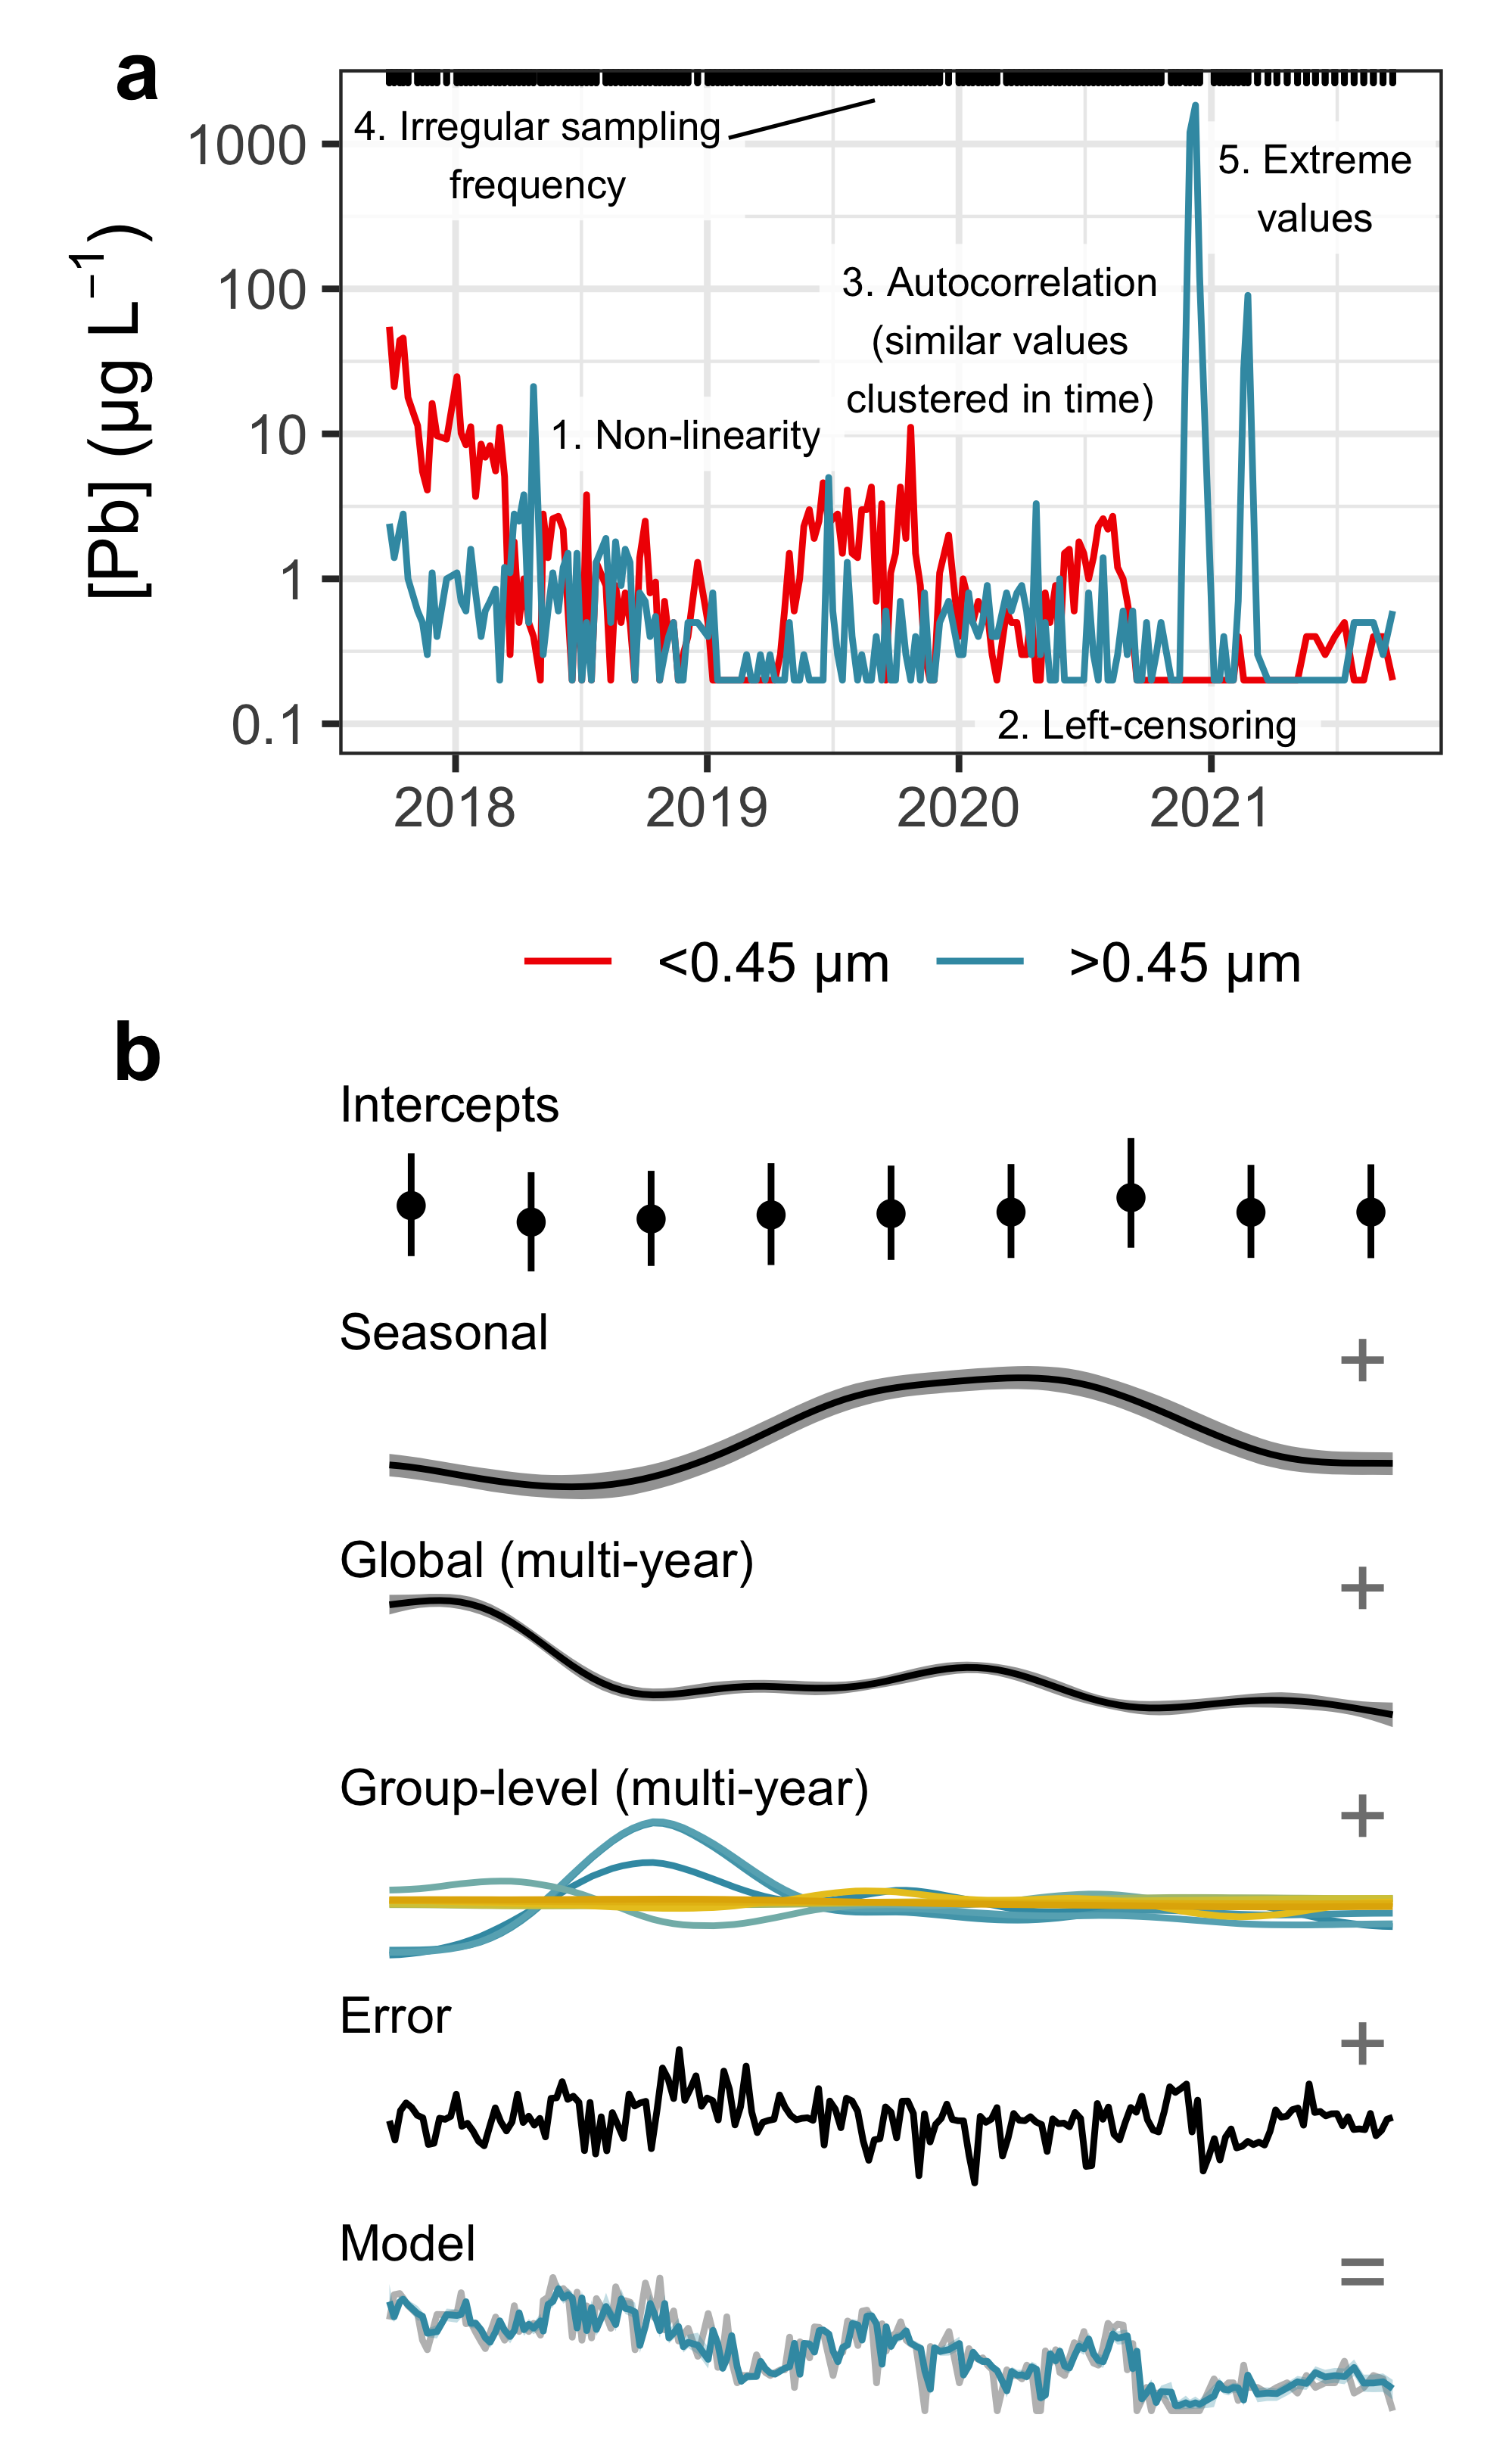 a
1000
100
10
1
0.1
[Pb] (µg L⁻¹)
4. Irregular sampling
frequency
5. Extreme
values
3. Autocorrelation
(similar values
clustered in time)
1. Non-linearity
2. Left-censoring
2018 2019 2020 2021
<0.45 µm >0.45 µm
b
Intercepts
Seasonal +
Global (multi-year) +
Group-level (multi-year) +
Error +
Model =